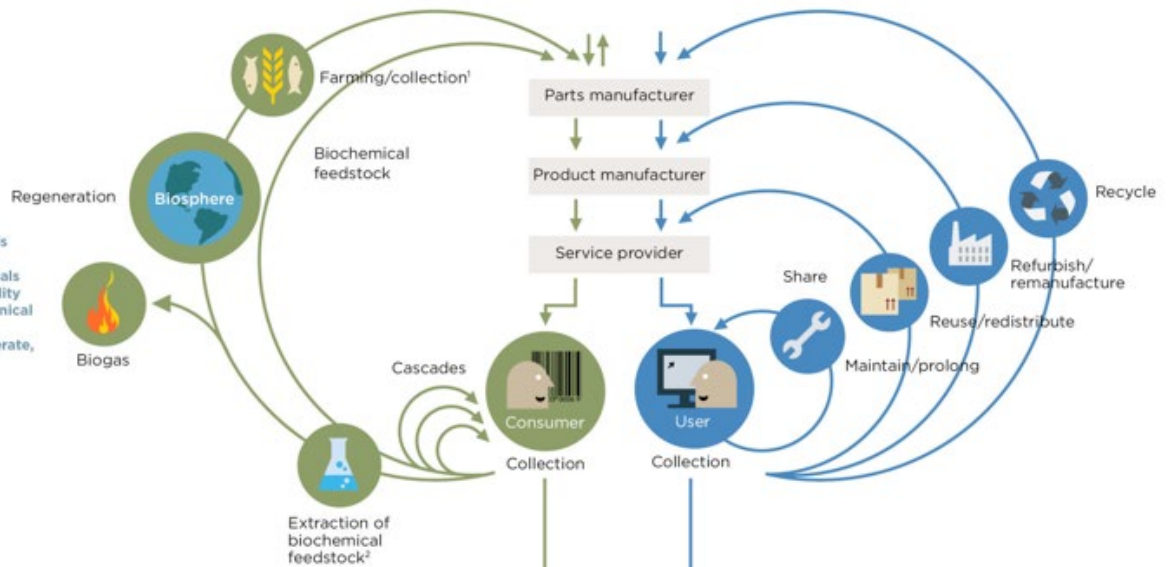 Farming/collection¹
Parts manufacturer
Biochemical
feedstock
Product manufacturer
Regeneration
Biosphere
Recycle
Service provider
Share
Refurbish/
remanufacture
Reuse/redistribute
Biogas
Maintain/prolong
Cascades
Consumer
User
Collection
Collection
Extraction of
biochemical
feedstock²